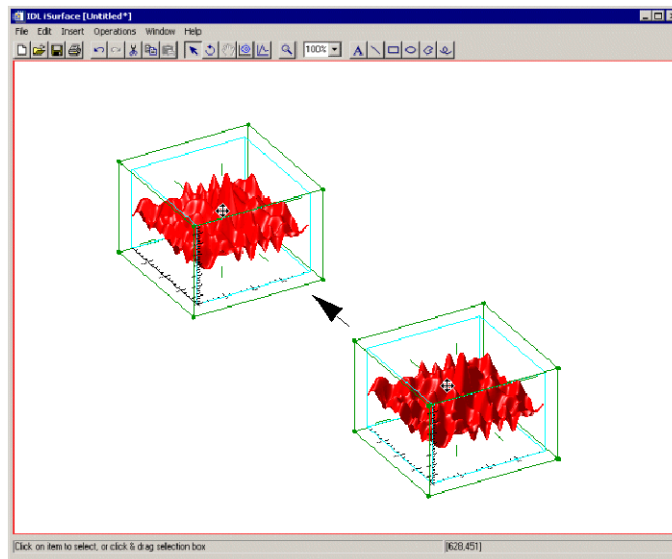 IDL iSurface [Untitled*]
File Edit Insert Operations Window Help
100% A
Click on item to select, or click & drag selection box [628,451]